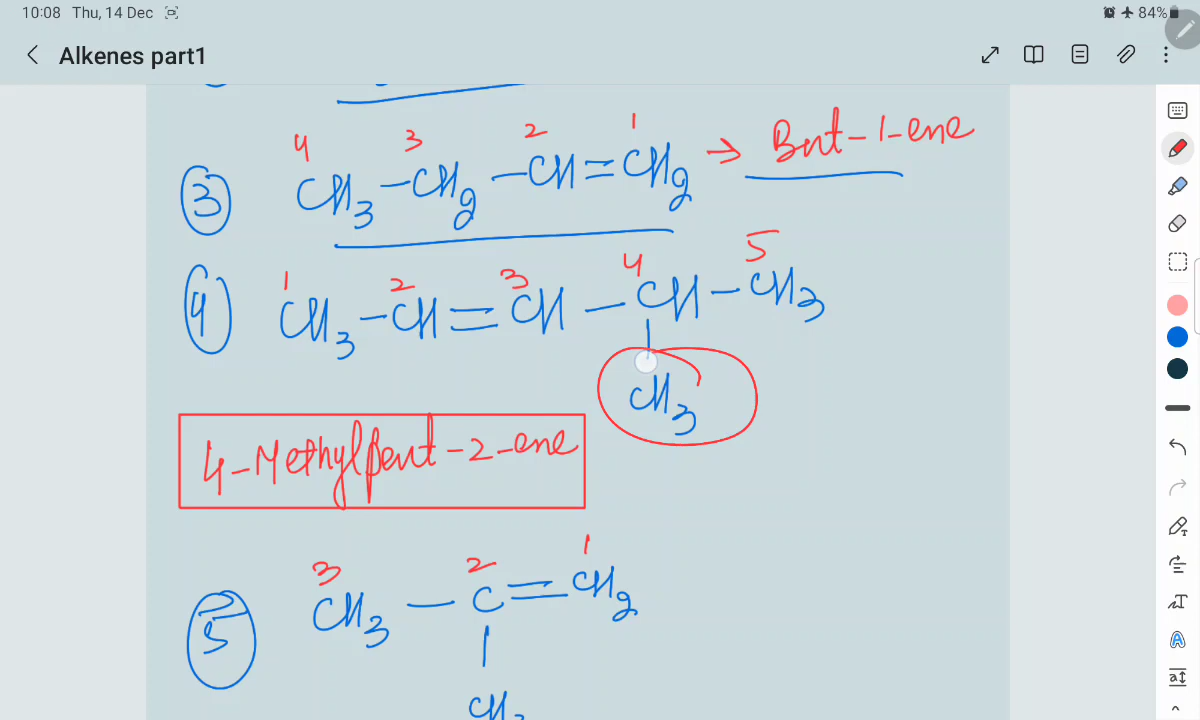 10:08 Thu, 14 Dec 84%
Alkenes part1
4 3 2 1
③ CH₃-CH₂-CH=CH₂ → But-1-ene
1 2 3 4 5
④ CH₃-CH=CH-CH-CH₃
|
CH₃
4-Methylpent-2-ene
3 2 1
⑤ CH₃-C=CH₂
|
CH₃